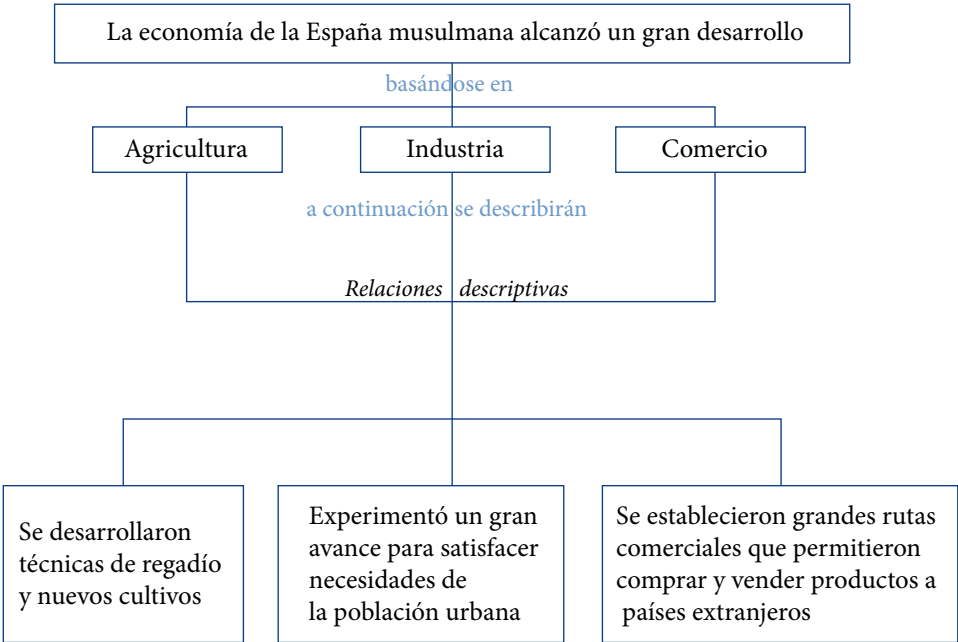 La economía de la España musulmana alcanzó un gran desarrollo
basándose en
Agricultura
Industria
Comercio
a continuación se describirán
Relaciones descriptivas
Se desarrollaron
técnicas de regadío
y nuevos cultivos
Experimentó un gran
avance para satisfacer
necesidades de
la población urbana
Se establecieron grandes rutas
comerciales que permitieron
comprar y vender productos a
países extranjeros